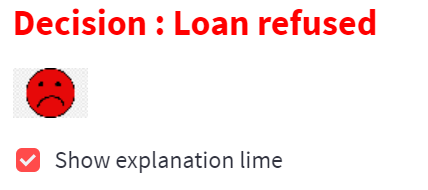 Decision : Loan refused
Show explanation lime